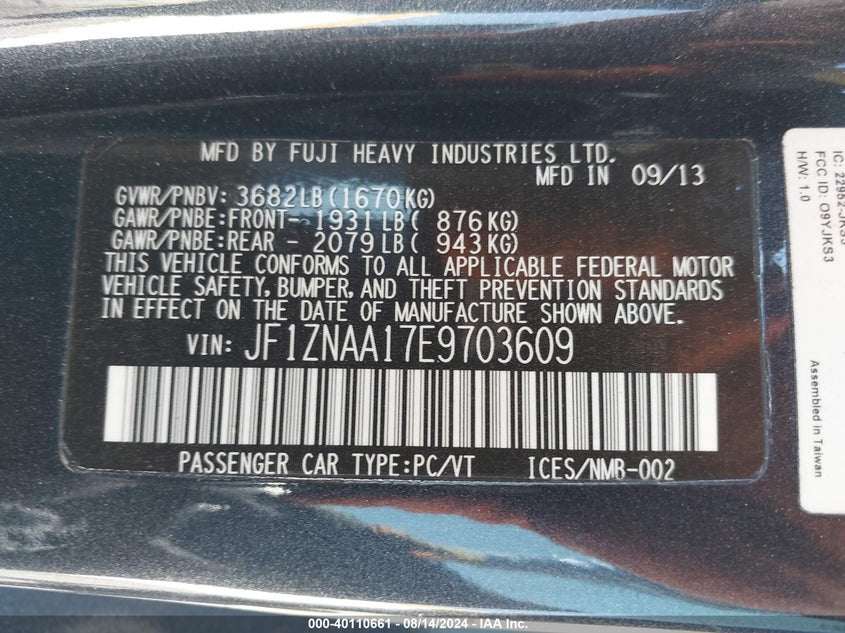 MFD BY FUJI HEAVY INDUSTRIES LTD.
MFD IN 09/13
GVWR/PNBV: 3682LB(1670KG)
GAWR/PNBE:FRONT- 1931LB( 876KG)
GAWR/PNBE:REAR - 2079LB( 943KG)
THIS VEHICLE CONFORMS TO ALL APPLICABLE FEDERAL MOTOR
VEHICLE SAFETY, BUMPER, AND THEFT PREVENTION STANDARDS
IN EFFECT ON THE DATE OF MANUFACTURE SHOWN ABOVE.
VIN: JF1ZNAA17E9703609
PASSENGER CAR TYPE:PC/VT ICES/NMB-002
FCC ID: O9YJKS3
H/W: 1.0
Assembled in Taiwan
000-40110661 - 08/14/2024 - IAA Inc.